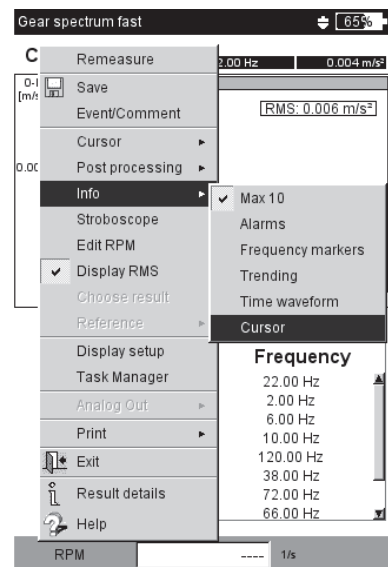 Gear spectrum fast 65%
C
2.00 Hz 0.004 m/s²
[m/s
RMS: 0.006 m/s²
Remeasure
Save
Event/Comment
Cursor
Post processing
Info
Stroboscope
Edit RPM
Display RMS
Choose result
Reference
Display setup
Task Manager
Analog Out
Print
Exit
Result details
Help
Max 10
Alarms
Frequency markers
Trending
Time waveform
Cursor
Frequency
22.00 Hz
2.00 Hz
6.00 Hz
10.00 Hz
120.00 Hz
38.00 Hz
72.00 Hz
66.00 Hz
RPM ---- 1/s